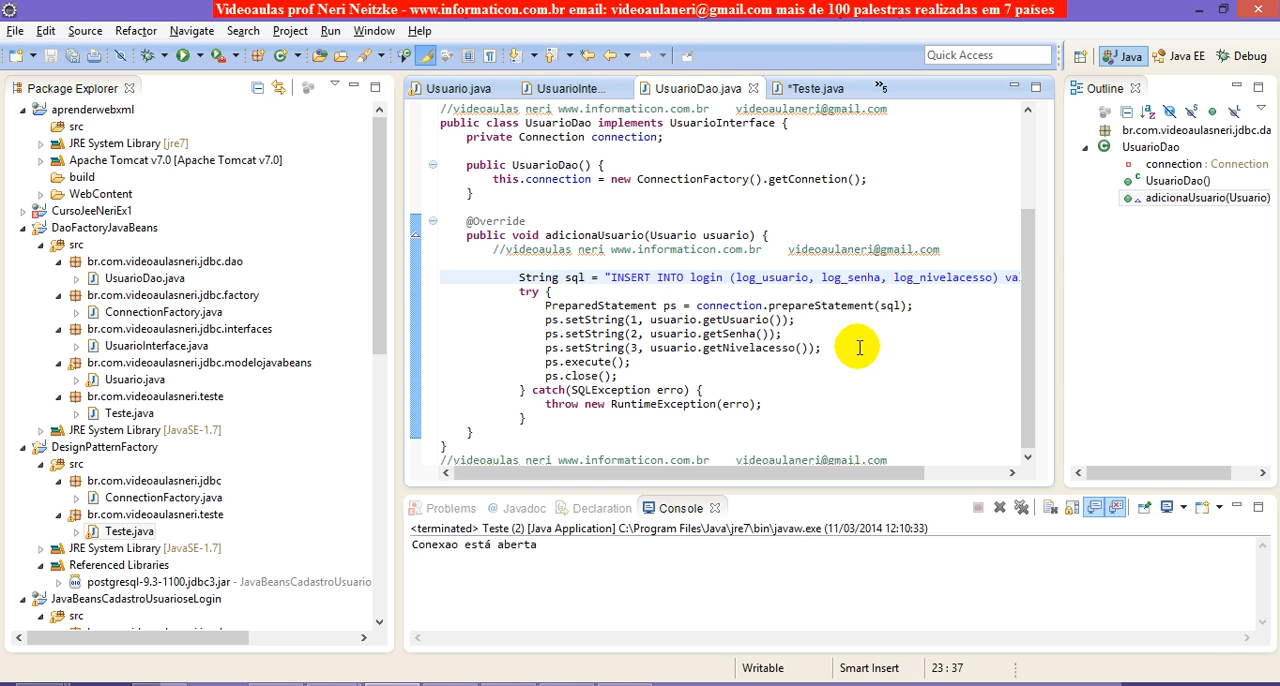 Videoaulas prof Neri Neitzke - www.informaticon.com.br email: videoaulaneri@gmail.com mais de 100 palestras realizadas em 7 países
File Edit Source Refactor Navigate Search Project Run Window Help
Quick Access
Java
Java EE
Debug
Package Explorer
aprenderwebxml
src
JRE System Library [jre7]
Apache Tomcat v7.0 [Apache Tomcat v7.0]
build
WebContent
CursoJeeNeriEx1
DaoFactoryJavaBeans
src
br.com.videoaulasneri.jdbc.dao
UsuarioDao.java
br.com.videoaulasneri.jdbc.factory
ConnectionFactory.java
br.com.videoaulasneri.jdbc.interfaces
UsuarioInterface.java
br.com.videoaulasneri.jdbc.modelojavabeans
Usuario.java
br.com.videoaulasneri.teste
Teste.java
JRE System Library [JavaSE-1.7]
DesignPatternFactory
src
br.com.videoaulasneri.jdbc
ConnectionFactory.java
br.com.videoaulasneri.teste
Teste.java
JRE System Library [JavaSE-1.7]
Referenced Libraries
postgresql-9.3-1100.jdbc3.jar - JavaBeansCadastroUsuario
JavaBeansCadastroUsuarioseLogin
src
Usuario.java
UsuarioInte...
UsuarioDao.java
*Teste.java
»5
//videoaulas neri www.informaticon.com.br videoaulaneri@gmail.com
public class UsuarioDao implements UsuarioInterface {
private Connection connection;
public UsuarioDao() {
this.connection = new ConnectionFactory().getConnetion();
}
@Override
public void adicionaUsuario(Usuario usuario) {
//videoaulas neri www.informaticon.com.br videoaulaneri@gmail.com
String sql = "INSERT INTO login (log_usuario, log_senha, log_nivelacesso) va
try {
PreparedStatement ps = connection.prepareStatement(sql);
ps.setString(1, usuario.getUsuario());
ps.setString(2, usuario.getSenha());
ps.setString(3, usuario.getNivelacesso());
ps.execute();
ps.close();
} catch(SQLException erro) {
throw new RuntimeException(erro);
}
}
}
//videoaulas neri www.informaticon.com.br videoaulaneri@gmail.com
Outline
br.com.videoaulasneri.jdbc.da
UsuarioDao
connection : Connection
UsuarioDao()
adicionaUsuario(Usuario)
Problems
@ Javadoc
Declaration
Console
<terminated> Teste (2) [Java Application] C:\Program Files\Java\jre7\bin\javaw.exe (11/03/2014 12:10:33)
Conexao está aberta
Writable
Smart Insert
23 : 37